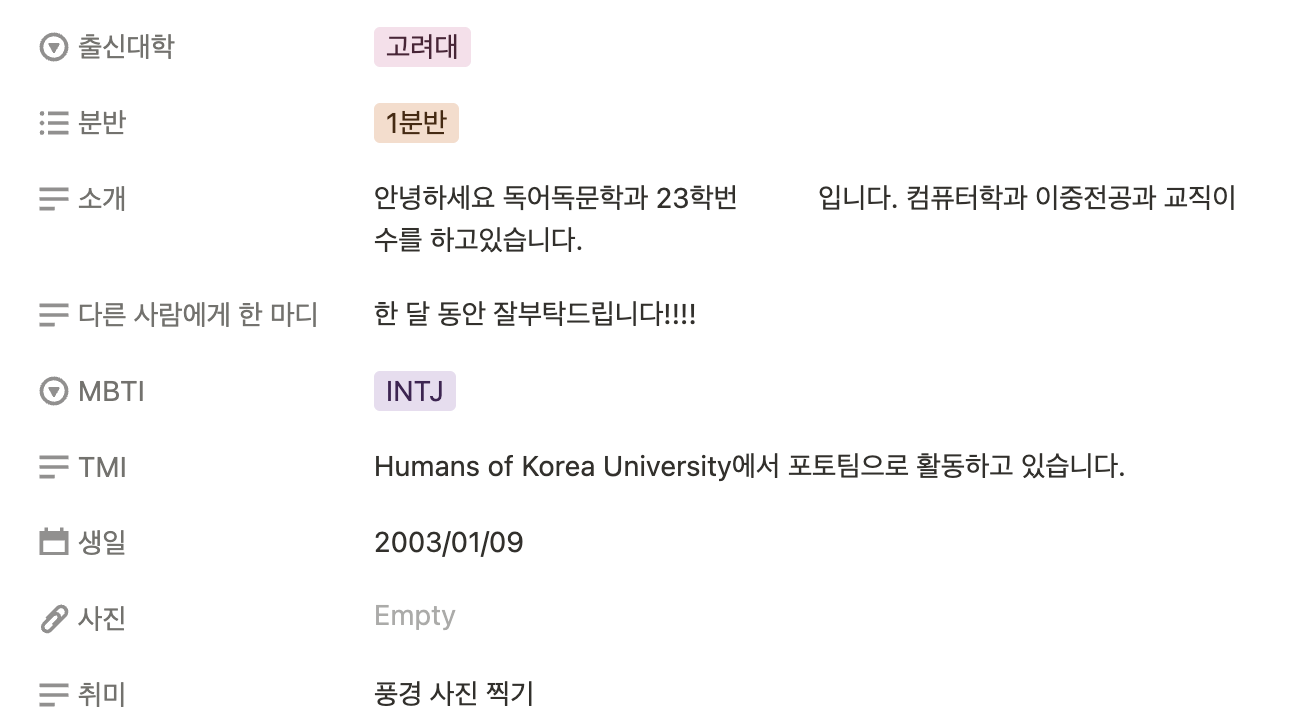 출신대학 고려대
분반 1분반
소개 안녕하세요 독어독문학과 23학번 입니다. 컴퓨터학과 이중전공과 교직이
수를 하고있습니다.
다른 사람에게 한 마디 한 달 동안 잘부탁드립니다!!!!
MBTI INTJ
TMI Humans of Korea University에서 포토팀으로 활동하고 있습니다.
생일 2003/01/09
사진 Empty
취미 풍경 사진 찍기